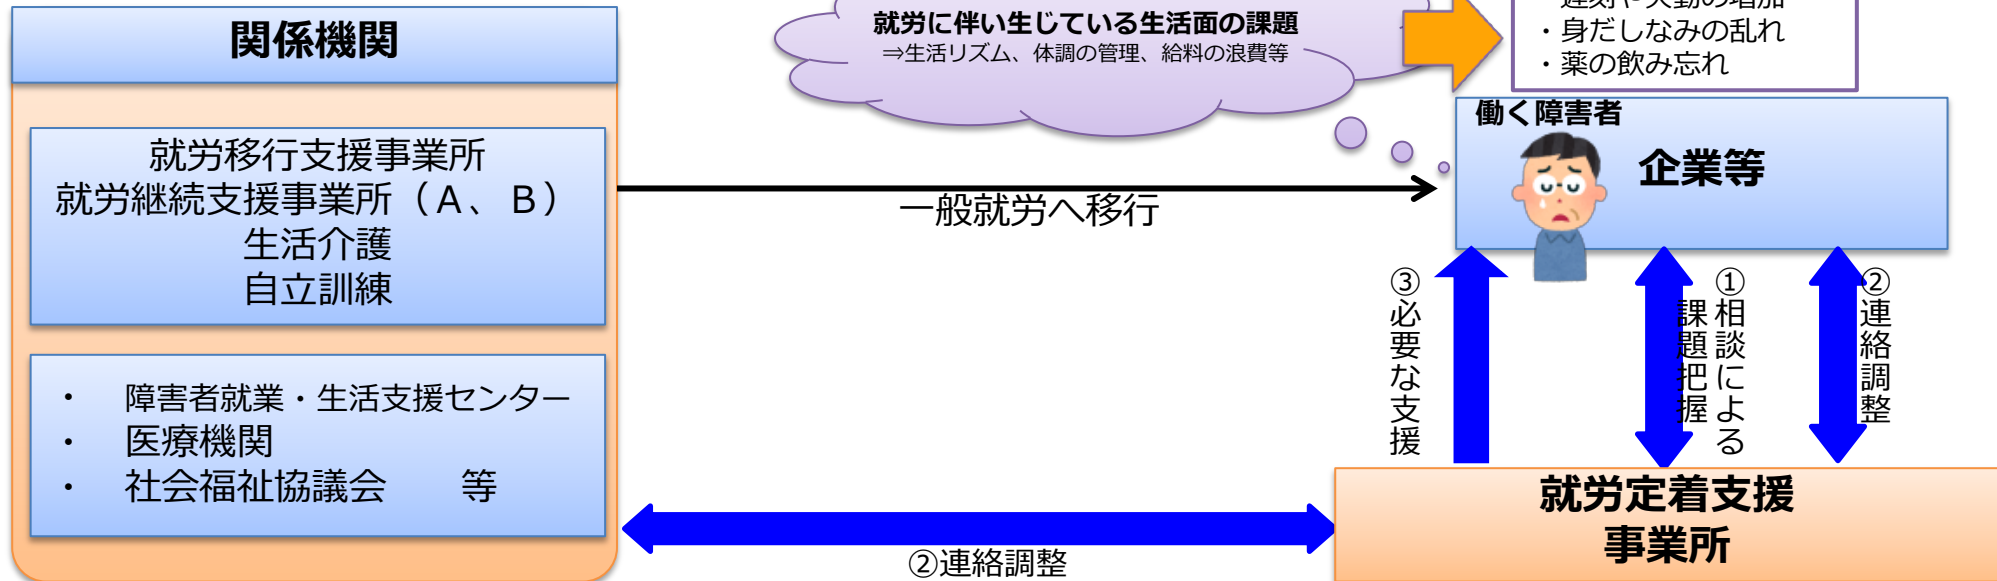 関係機関
就労移行支援事業所
就労継続支援事業所（Ａ、Ｂ）
生活介護
自立訓練
・　障害者就業・生活支援センター
・　医療機関
・　社会福祉協議会　　等
就労に伴い生じている生活面の課題
⇒生活リズム、体調の管理、給料の浪費等
・身だしなみの乱れ
・薬の飲み忘れ
働く障害者
企業等
一般就労へ移行
③必要な支援
①相談による
課題把握
②連絡調整
②連絡調整
就労定着支援
事業所